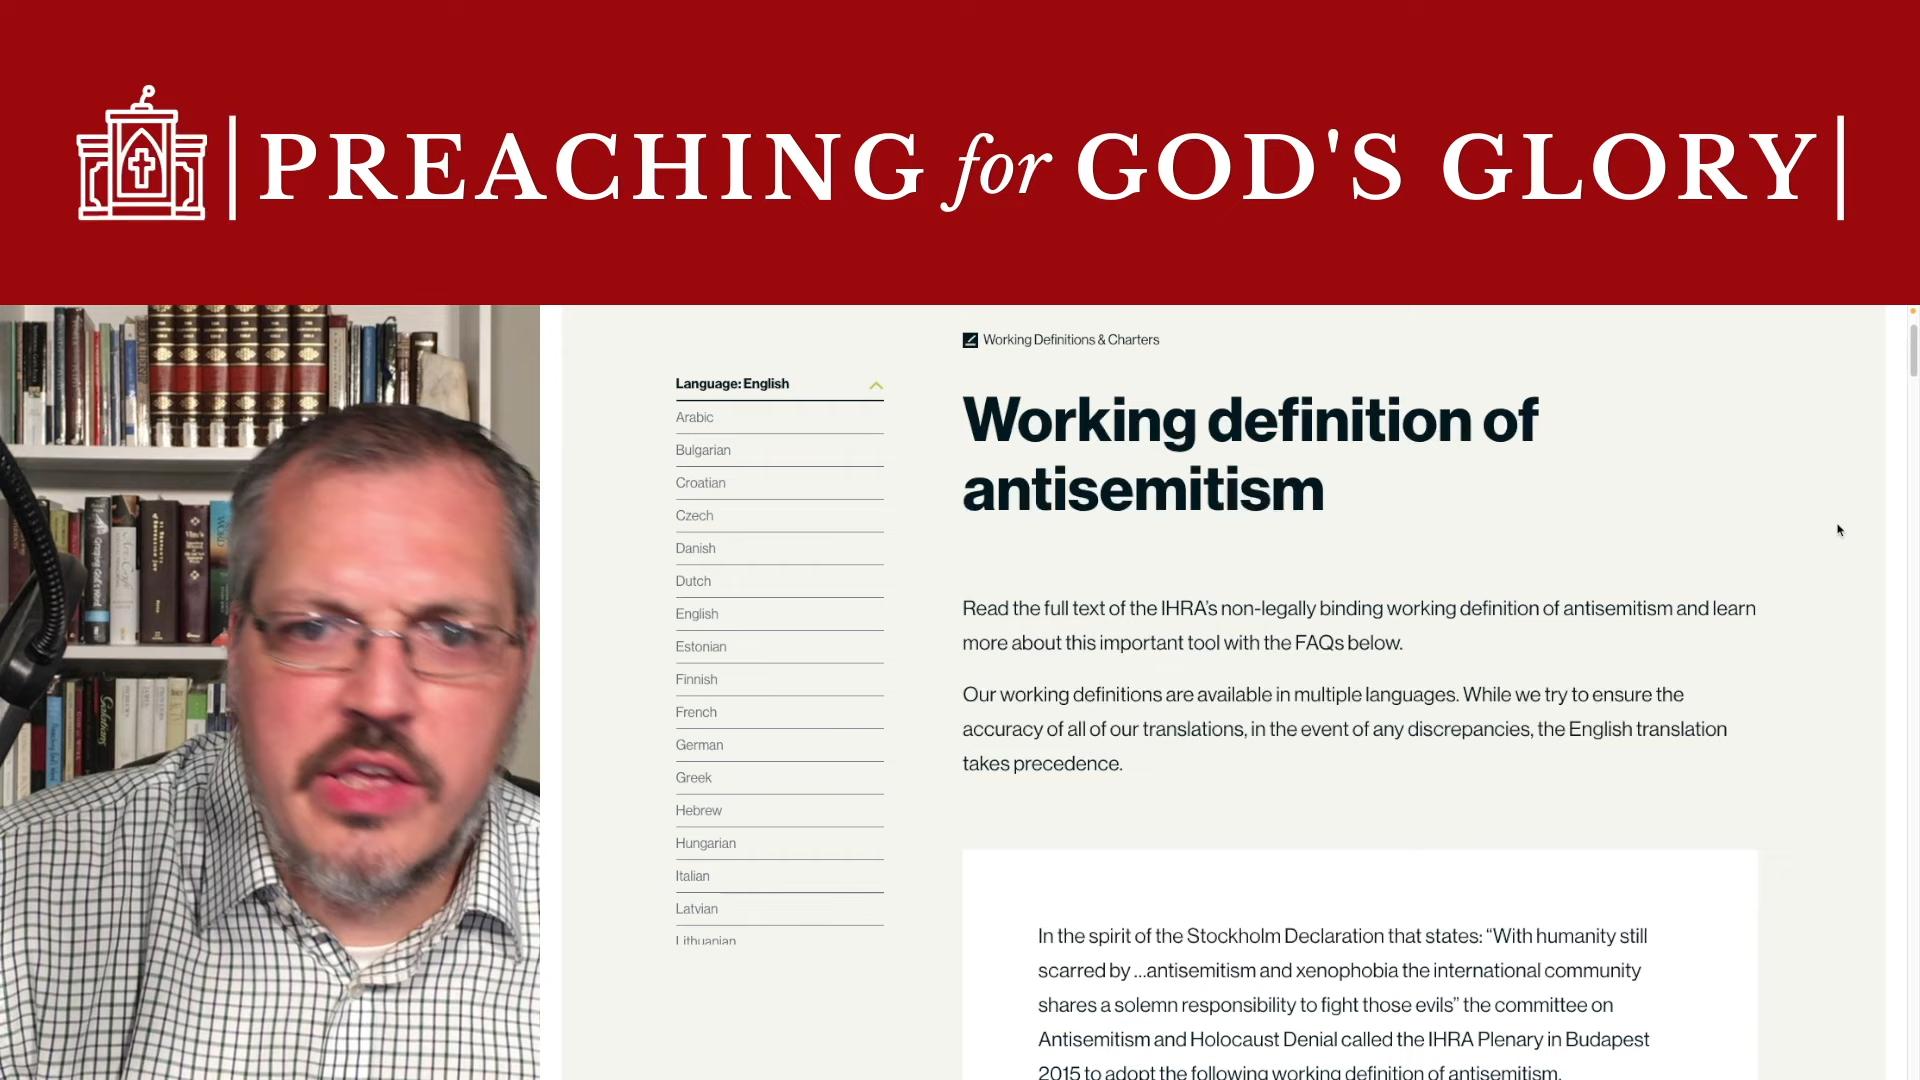 PREACHING for GOD'S GLORY
Working Definitions & Charters
Language: English
Arabic
Bulgarian
Croatian
Czech
Danish
Dutch
English
Estonian
Finnish
French
German
Greek
Hebrew
Hungarian
Italian
Latvian
Lithuanian
Working definition of
antisemitism
Read the full text of the IHRA's non-legally binding working definition of antisemitism and learn
more about this important tool with the FAQs below.
Our working definitions are available in multiple languages. While we try to ensure the
accuracy of all of our translations, in the event of any discrepancies, the English translation
takes precedence.
In the spirit of the Stockholm Declaration that states: “With humanity still
scarred by …antisemitism and xenophobia the international community
shares a solemn responsibility to fight those evils” the committee on
Antisemitism and Holocaust Denial called the IHRA Plenary in Budapest
2015 to adopt the following working definition of antisemitism.